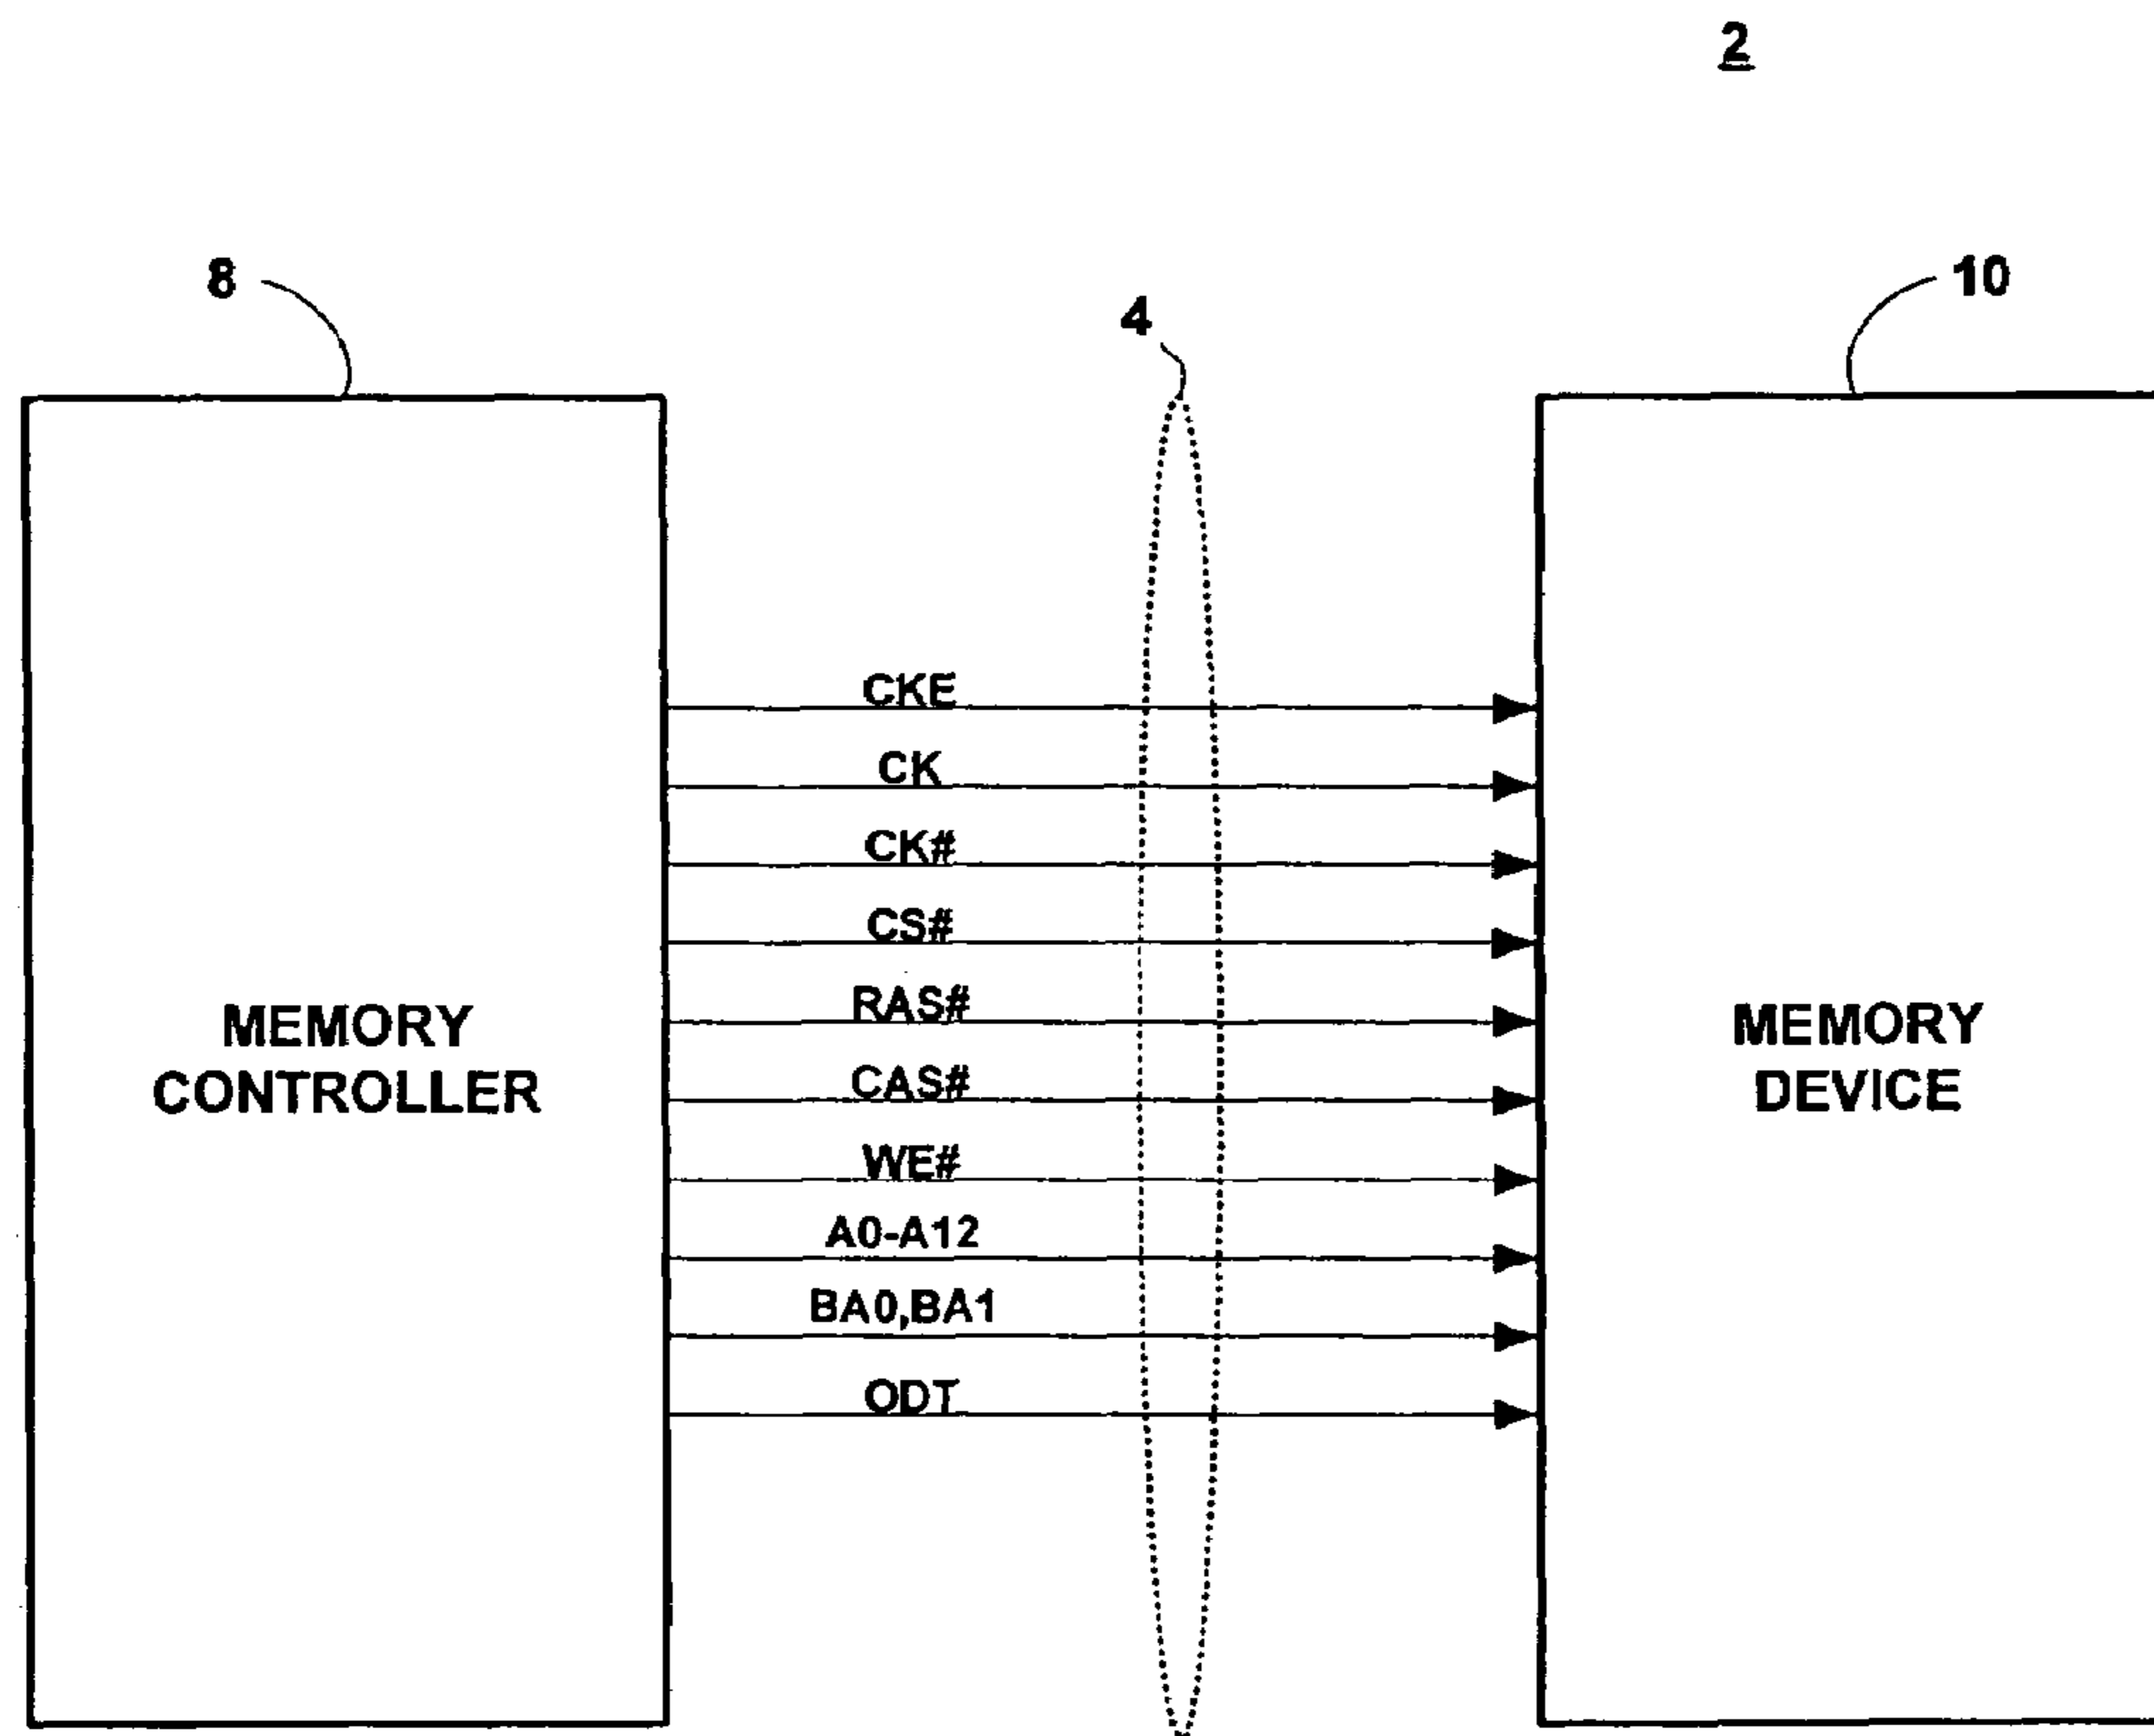 2
8
4
10
CKE
CK
CK#
CS#
RAS#
CAS#
WE#
A0-A12
BA0,BA1
ODT
MEMORY
CONTROLLER
MEMORY
DEVICE